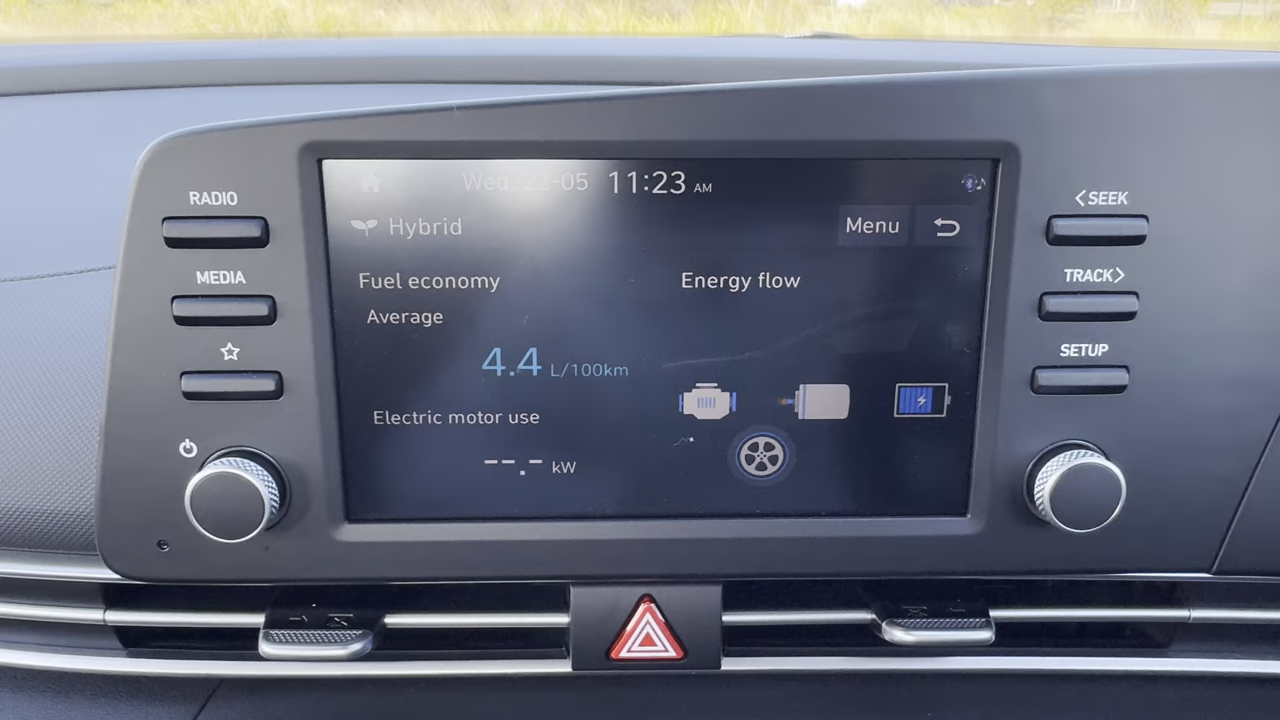 RADIO
MEDIA
Wed, 22-05 11:23 AM
Hybrid
Menu
Fuel economy
Energy flow
Average
4.4 L/100km
Electric motor use
--.- kW
<SEEK
TRACK>
SETUP